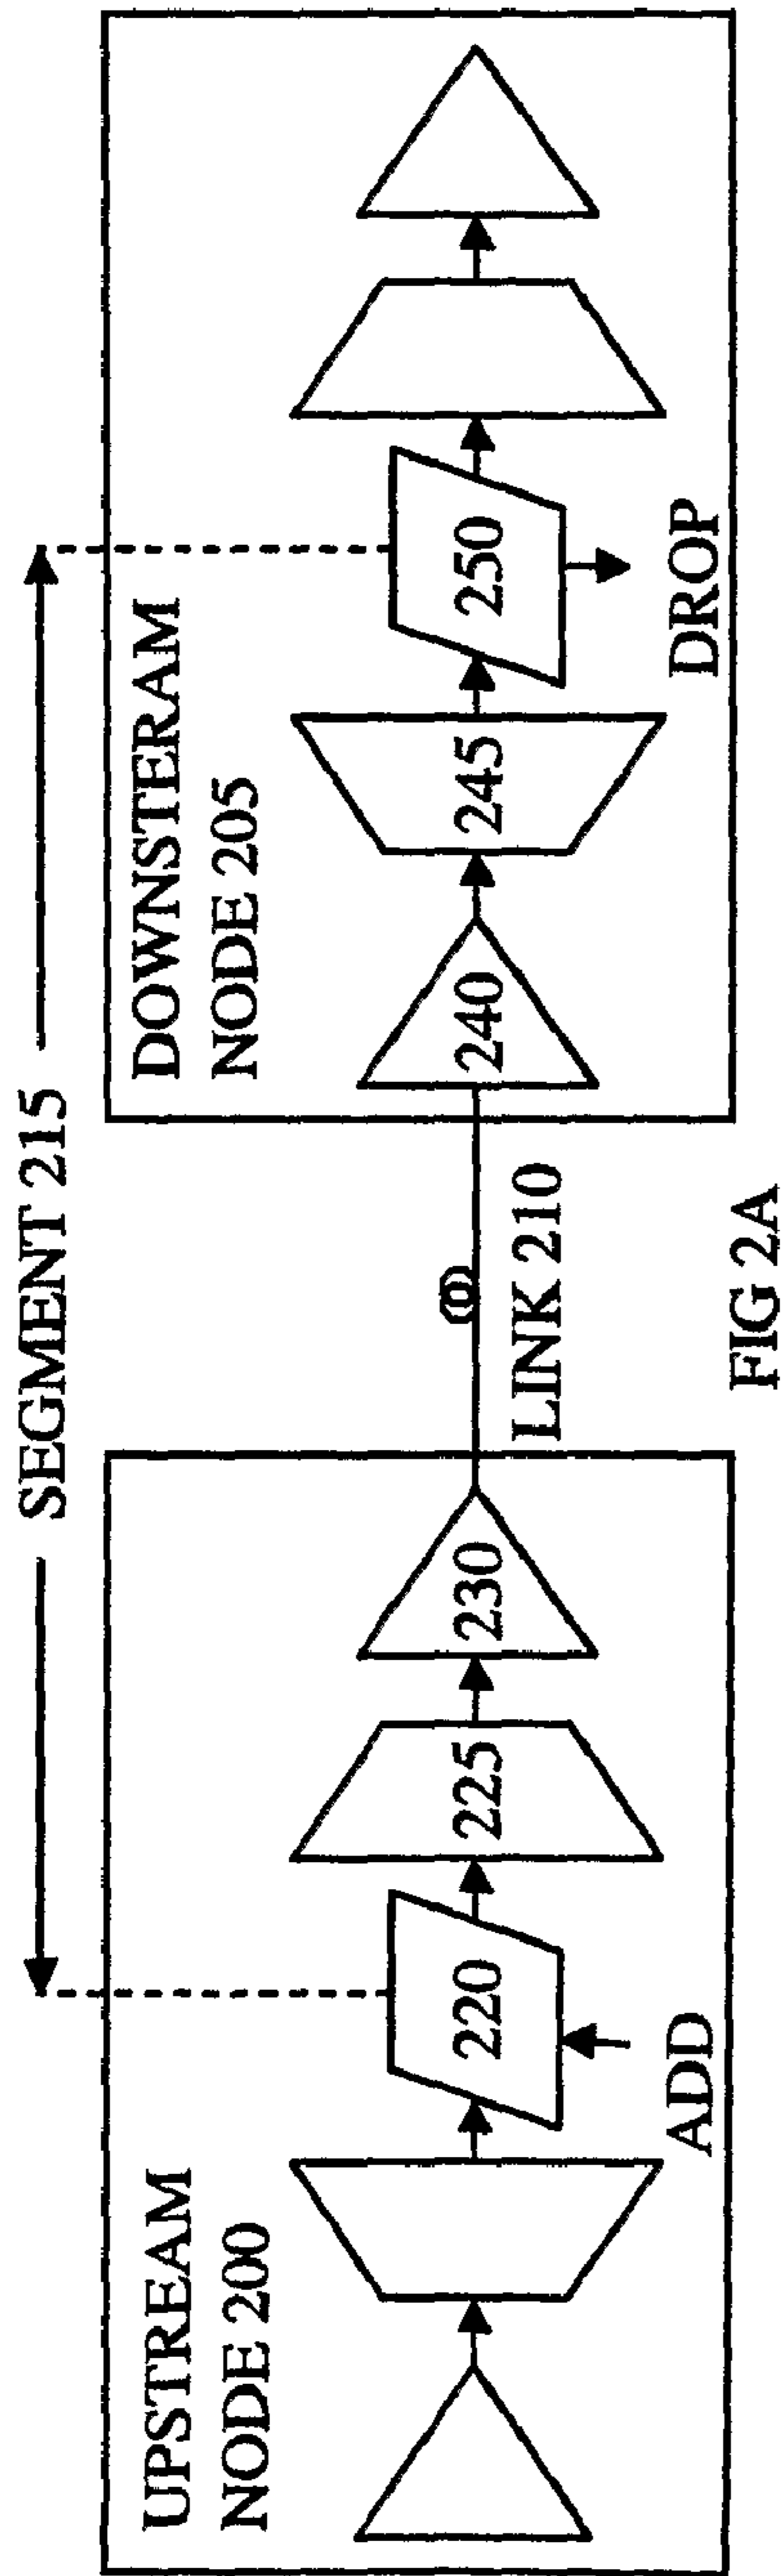 SEGMENT 215
UPSTREAM
NODE 200
DOWNSTERAM
NODE 205
220
225
230
240
245
250
LINK 210
ADD
DROP
FIG 2A